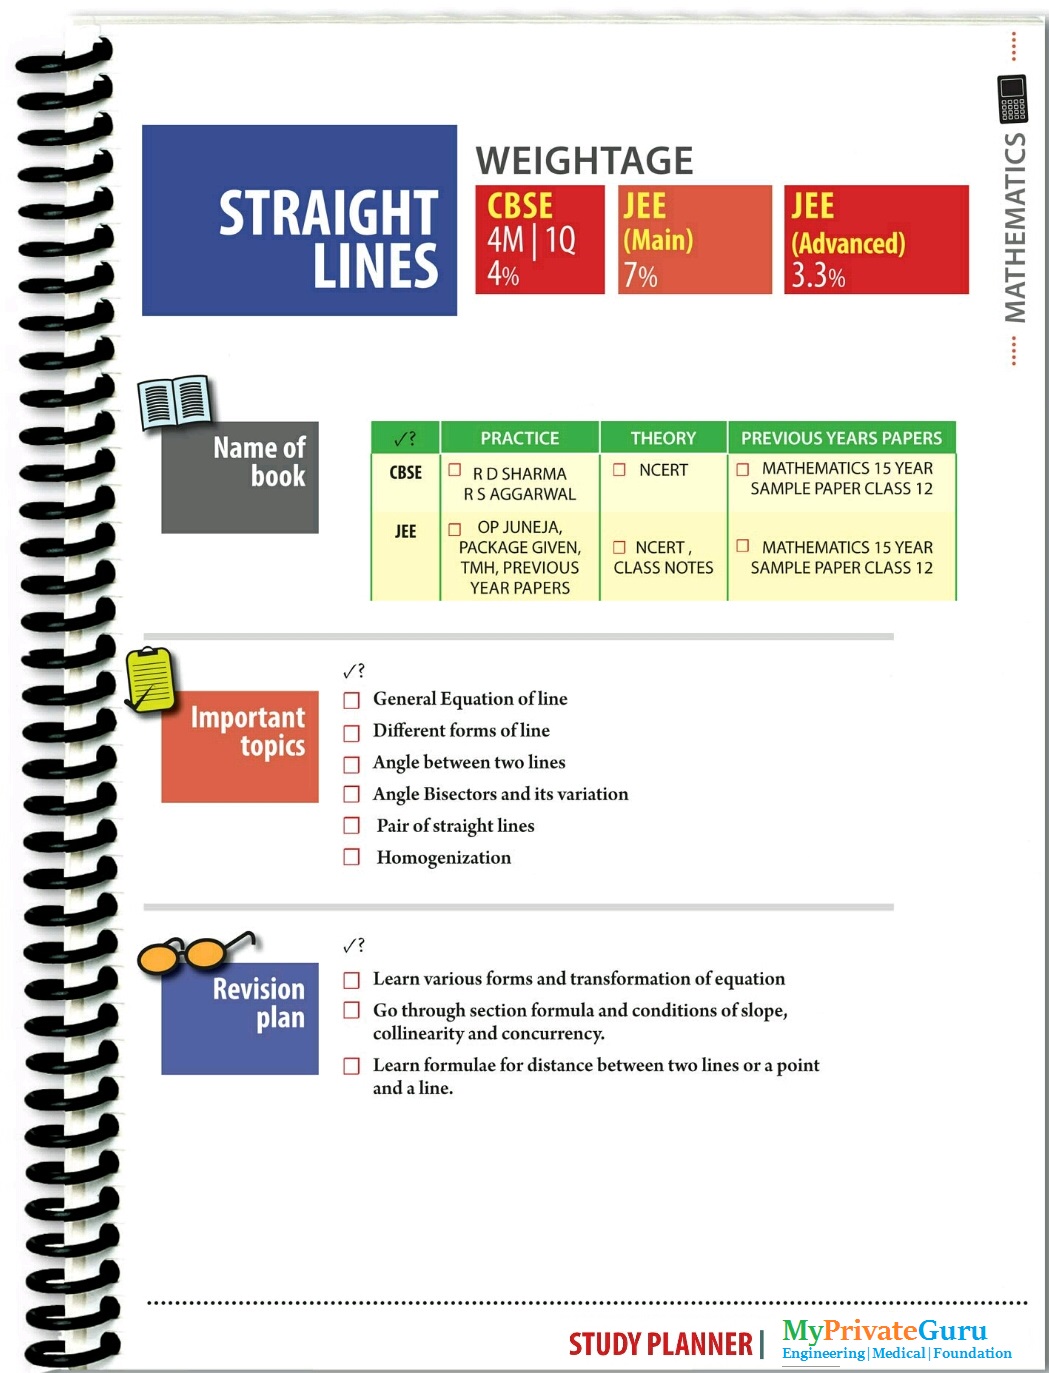 MATHEMATICS
STRAIGHT
LINES
WEIGHTAGE
CBSE
4M | 1Q
4%
JEE
(Main)
7%
JEE
(Advanced)
3.3%
Name of
book
✓? PRACTICE THEORY PREVIOUS YEARS PAPERS
CBSE
R D SHARMA
R S AGGARWAL
NCERT
MATHEMATICS 15 YEAR
SAMPLE PAPER CLASS 12
JEE
OP JUNEJA,
PACKAGE GIVEN,
TMH, PREVIOUS
YEAR PAPERS
NCERT ,
CLASS NOTES
MATHEMATICS 15 YEAR
SAMPLE PAPER CLASS 12
Important
topics
✓?
General Equation of line
Different forms of line
Angle between two lines
Angle Bisectors and its variation
Pair of straight lines
Homogenization
Revision
plan
✓?
Learn various forms and transformation of equation
Go through section formula and conditions of slope,
collinearity and concurrency.
Learn formulae for distance between two lines or a point
and a line.
STUDY PLANNER |
MyPrivateGuru
Engineering|Medical|Foundation